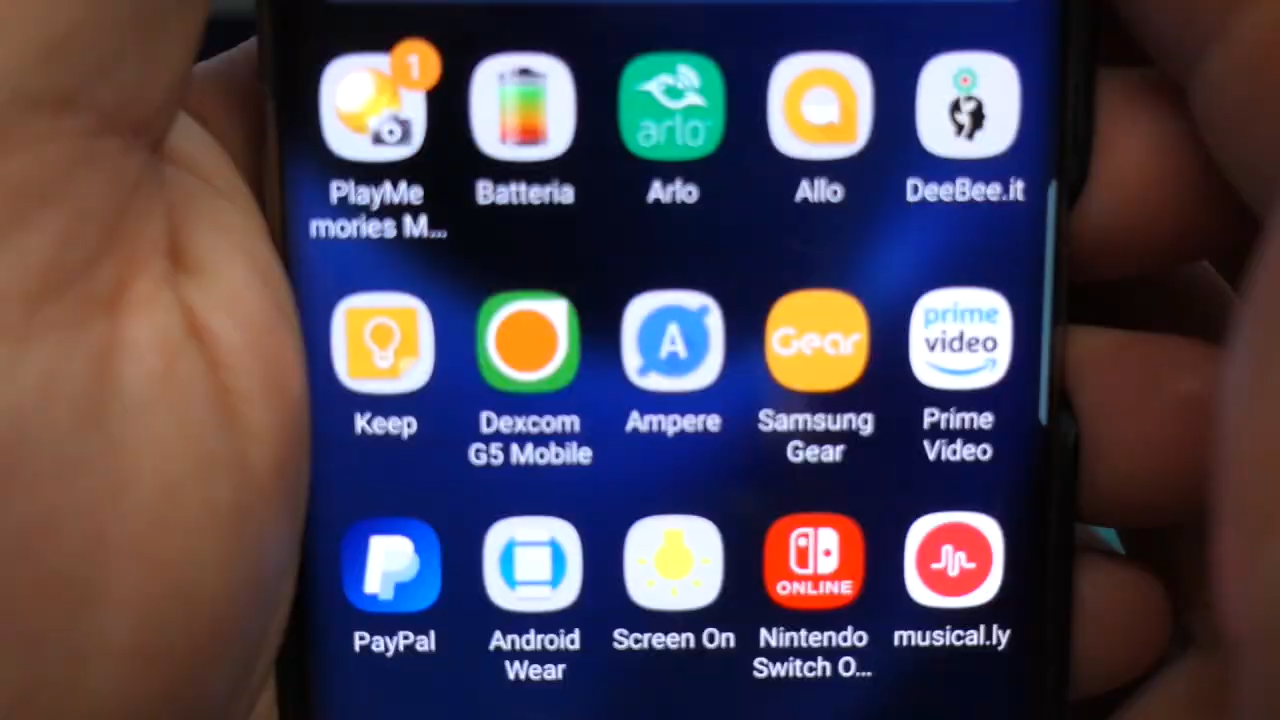 1
arlo
PlayMe
mories M...
Batteria
Arlo
Allo
DeeBee.it
A
Gear
prime
video
Keep
Dexcom
G5 Mobile
Ampere
Samsung
Gear
Prime
Video
P
ONLINE
PayPal
Android
Wear
Screen On
Nintendo
Switch O...
musical.ly